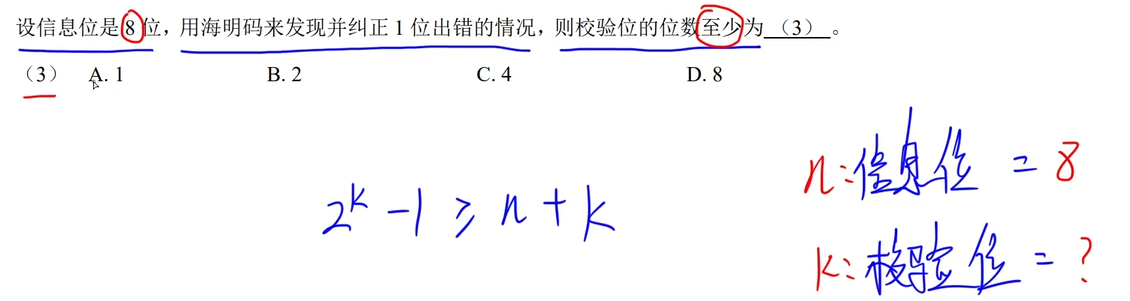 设信息位是 8 位，用海明码来发现并纠正 1 位出错的情况，则校验位的位数至少为 （3） 。
（3） A. 1 B. 2 C. 4 D. 8
n:信息位 = 8
2^k - 1 ≥ n + k
k:校验位 = ?